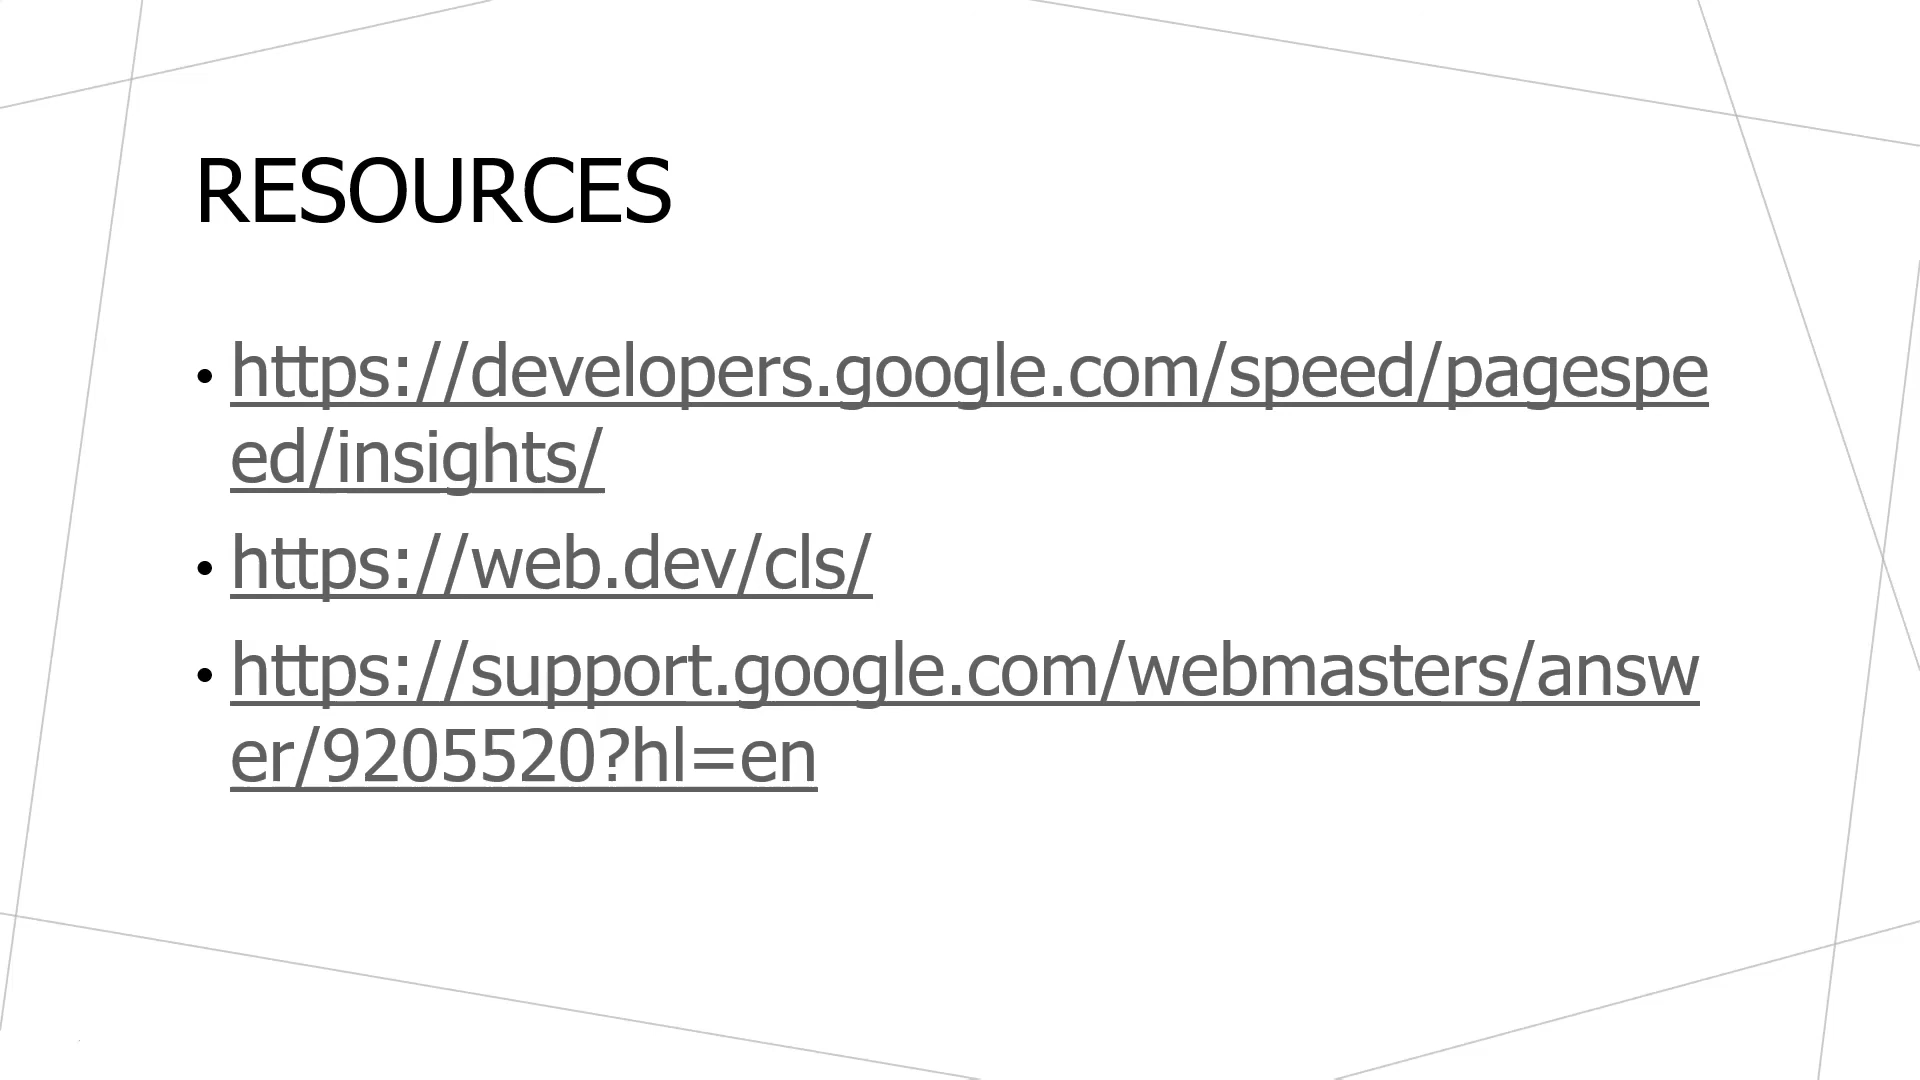 RESOURCES
• https://developers.google.com/speed/pagespe
ed/insights/
• https://web.dev/cls/
• https://support.google.com/webmasters/answ
er/9205520?hl=en